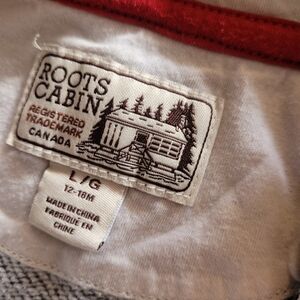 ROOTS
CABIN
REGISTERED
TRADEMARK
CANADA
L/G
12-18M
MADE IN CHINA
FABRIQUÉ EN
CHINE